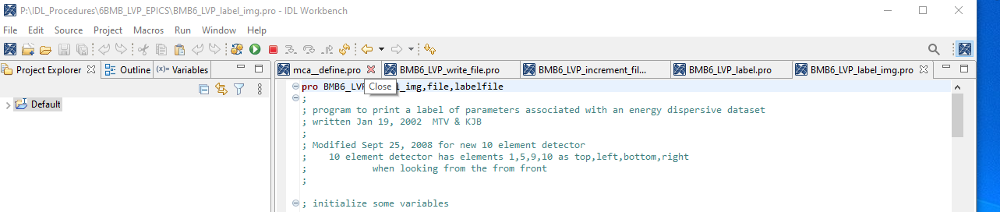 P:\IDL_Procedures\6BMB_LVP_EPICS\BMB6_LVP_label_img.pro - IDL Workbench
File Edit Source Project Macros Run Window Help
Project Explorer Outline (x)= Variables
mca__define.pro BMB6_LVP_write_file.pro BMB6_LVP_increment_fil... BMB6_LVP_label.pro BMB6_LVP_label_img.pro
Default
Close
pro BMB6_LVP l_img,file,labelfile
;
; program to print a label of parameters associated with an energy dispersive dataset
; written Jan 19, 2002  MTV & KJB
;
; Modified Sept 25, 2008 for new 10 element detector
;    10 element detector has elements 1,5,9,10 as top,left,bottom,right
;            when looking from the from front
;
; initialize some variables